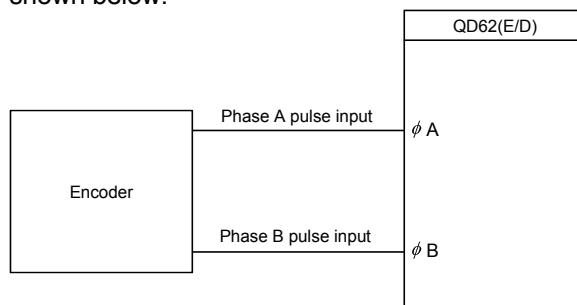 shown below.
QD62(E/D)
Phase A pulse input
φ A
Encoder
Phase B pulse input
φ B